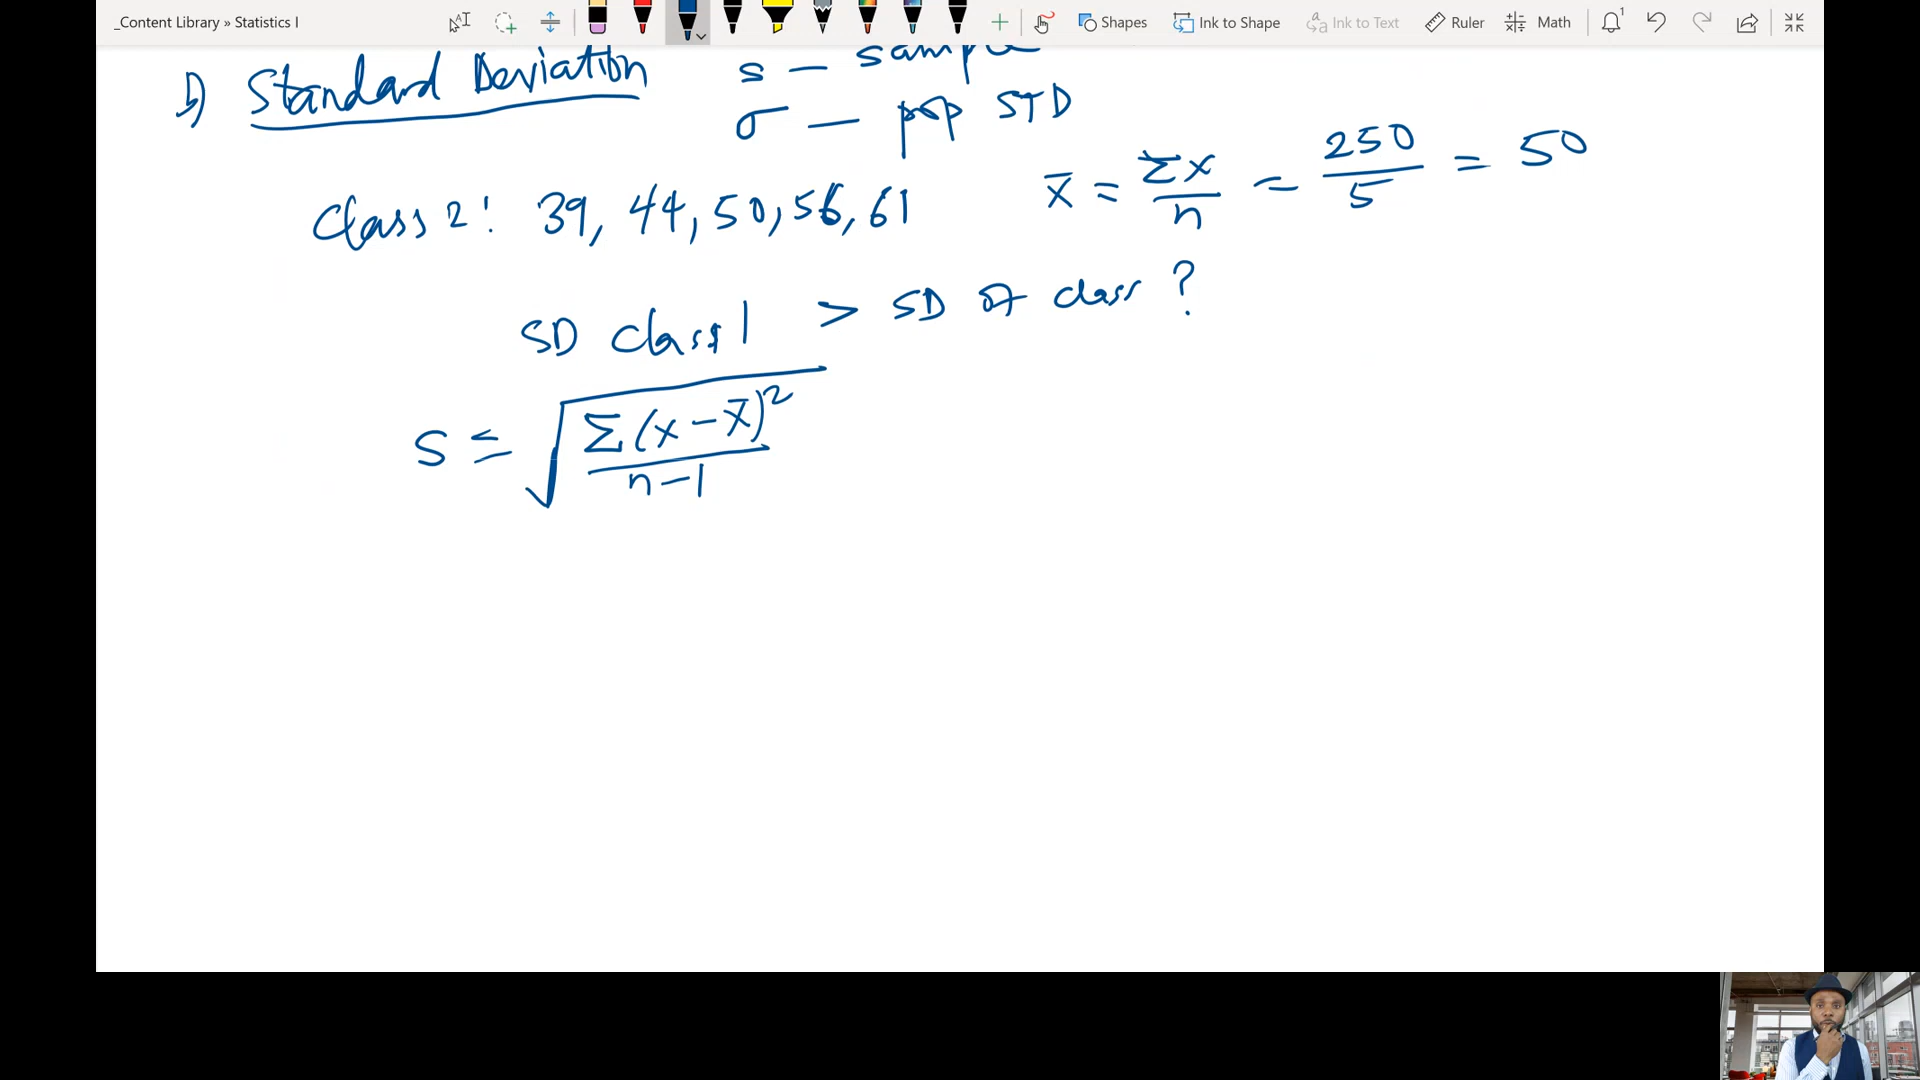 _Content Library » Statistics I
Shapes Ink to Shape Ink to Text Ruler Math 1
Standard Deviation s — sample
σ — pop STD
Class 2: 39, 44, 50, 56, 61 x̄ = Σx/n = 250/5 = 50
SD class 1 > SD of class ?
S = √(Σ(x − x̄)²/(n−1))